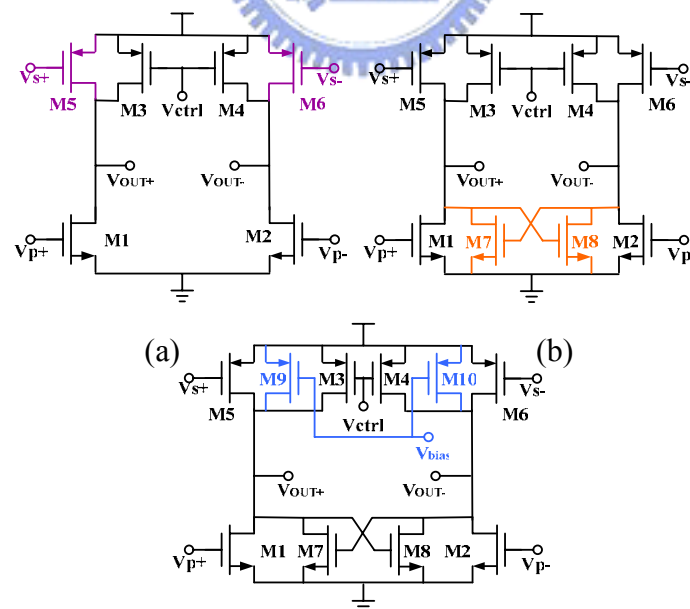 Vs+ Vs- Vs+ Vs-
M5 M3 Vctrl M4 M6 M5 M3 Vctrl M4 M6
VOUT+ VOUT- VOUT+ VOUT-
Vp+ M1 M2 Vp- Vp+ M1 M7 M8 M2 Vp
(a) (b)
Vs+ M9 M3 M4 M10 Vs-
M5 Vctrl M6
Vbias
VOUT+ VOUT-
Vp+ M1 M7 M8 M2 Vp-